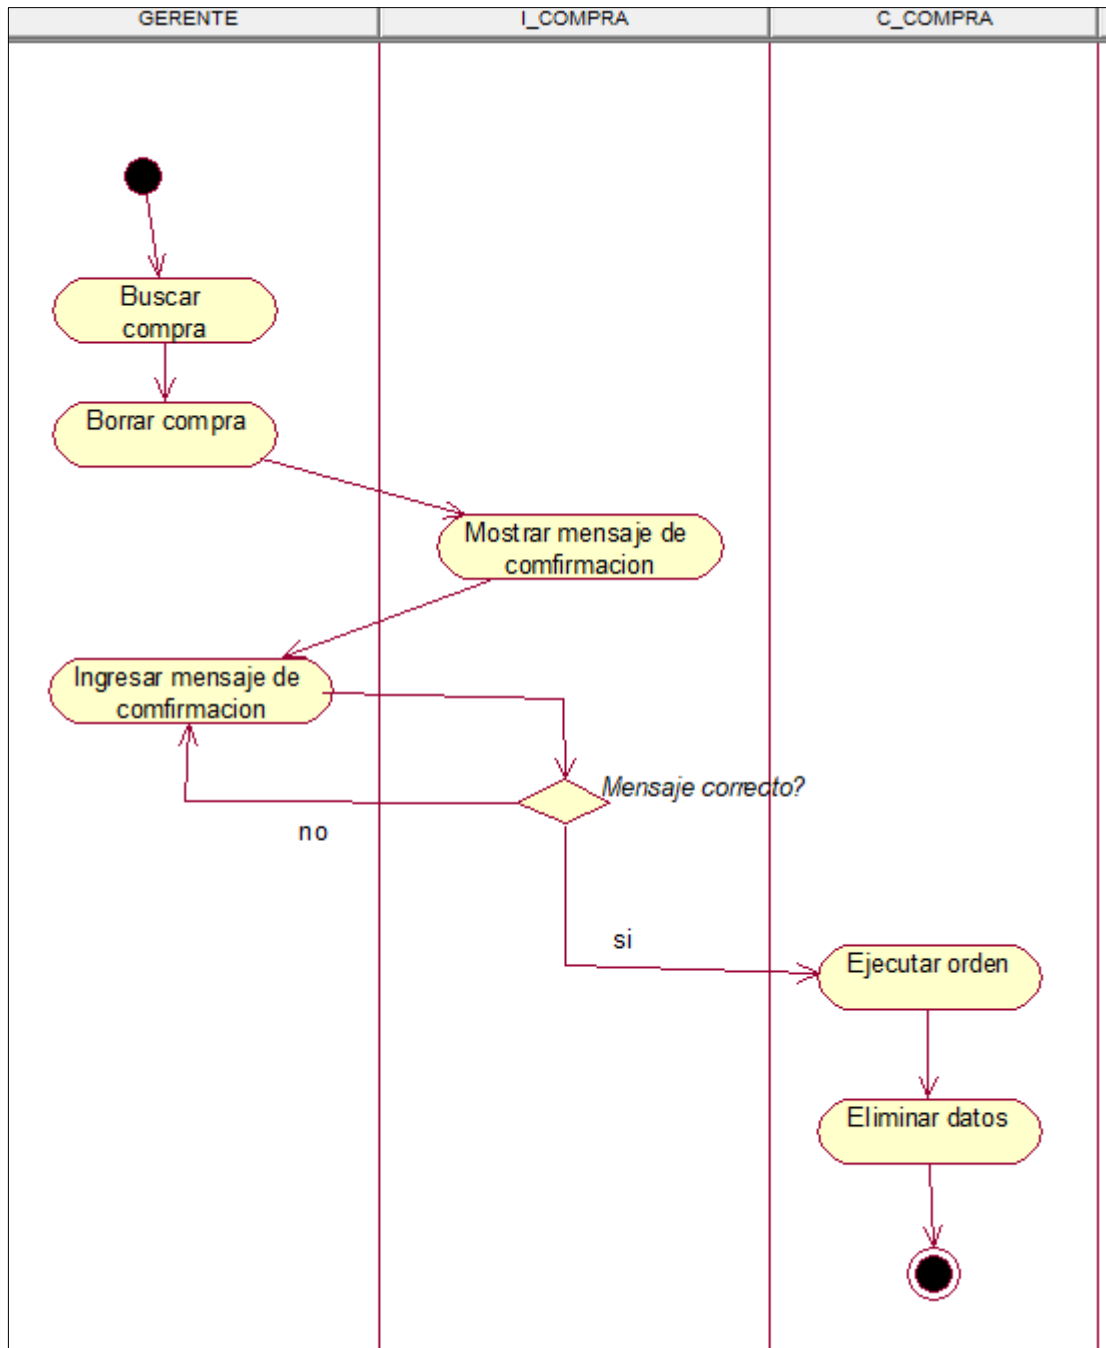 GERENTE
I_COMPRA
C_COMPRA
Buscar
compra
Borrar compra
Mostrar mensaje de
comfirmacion
Ingresar mensaje de
comfirmacion
Mensaje correcto?
no
si
Ejecutar orden
Eliminar datos